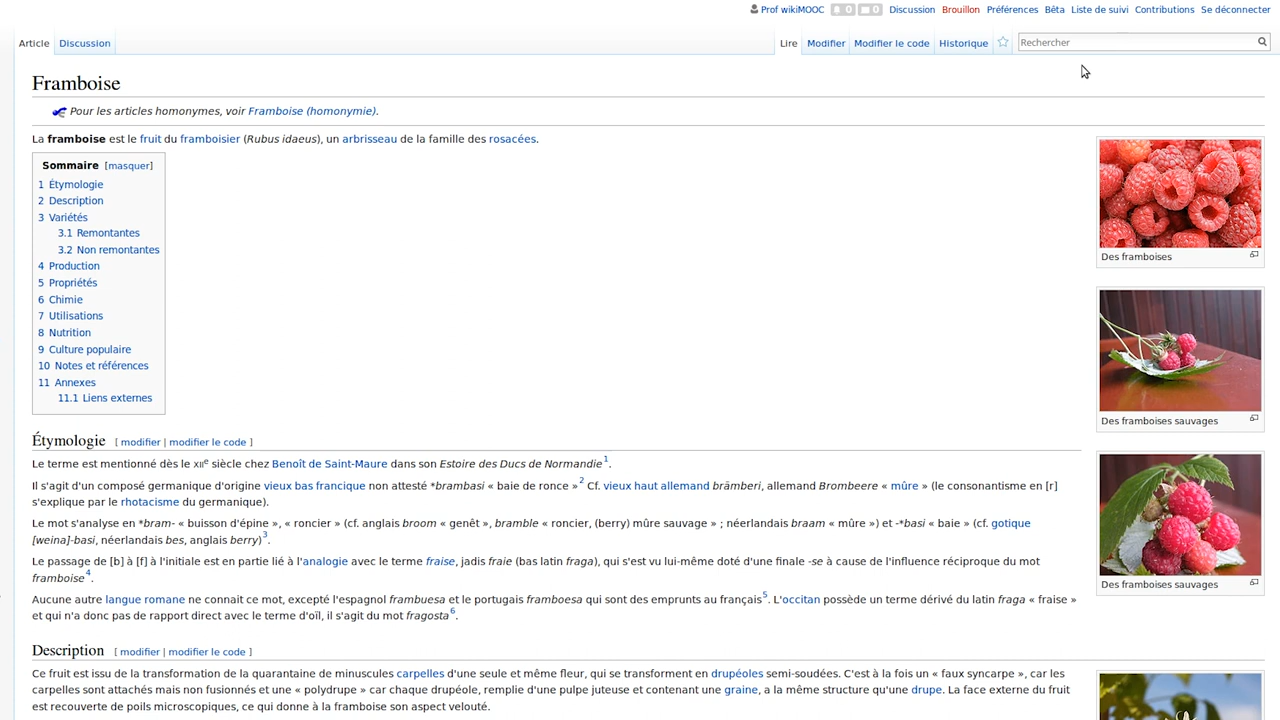 Prof wikiMOOC 0 0 Discussion Brouillon Préférences Bêta Liste de suivi Contributions Se déconnecter
Article Discussion Lire Modifier Modifier le code Historique Rechercher
Framboise
Pour les articles homonymes, voir Framboise (homonymie).
La framboise est le fruit du framboisier (Rubus idaeus), un arbrisseau de la famille des rosacées.
Sommaire [masquer]
1 Étymologie
2 Description
3 Variétés
3.1 Remontantes
3.2 Non remontantes
4 Production
5 Propriétés
6 Chimie
7 Utilisations
8 Nutrition
9 Culture populaire
10 Notes et références
11 Annexes
11.1 Liens externes
Des framboises
Des framboises sauvages
Des framboises sauvages
Étymologie [ modifier | modifier le code ]
Le terme est mentionné dès le XIIe siècle chez Benoît de Saint-Maure dans son Estoire des Ducs de Normandie1.
Il s'agit d'un composé germanique d'origine vieux bas francique non attesté *brambasi « baie de ronce »2 Cf. vieux haut allemand brämberi, allemand Brombeere « mûre » (le consonantisme en [r]
s'explique par le rhotacisme du germanique).
Le mot s'analyse en *bram- « buisson d'épine », « roncier » (cf. anglais broom « genêt », bramble « roncier, (berry) mûre sauvage » ; néerlandais braam « mûre ») et -*basi « baie » (cf. gotique
[weina]-basi, néerlandais bes, anglais berry)3.
Le passage de [b] à [f] à l'initiale est en partie lié à l'analogie avec le terme fraise, jadis fraie (bas latin fraga), qui s'est vu lui-même doté d'une finale -se à cause de l'influence réciproque du mot
framboise4.
Aucune autre langue romane ne connait ce mot, excepté l'espagnol frambuesa et le portugais framboesa qui sont des emprunts au français5. L'occitan possède un terme dérivé du latin fraga « fraise »
et qui n'a donc pas de rapport direct avec le terme d'oïl, il s'agit du mot fragosta6.
Description [ modifier | modifier le code ]
Ce fruit est issu de la transformation de la quarantaine de minuscules carpelles d'une seule et même fleur, qui se transforment en drupéoles semi-soudées. C'est à la fois un « faux syncarpe », car les
carpelles sont attachés mais non fusionnés et une « polydrupe » car chaque drupéole, remplie d'une pulpe juteuse et contenant une graine, a la même structure qu'une drupe. La face externe du fruit
est recouverte de poils microscopiques, ce qui donne à la framboise son aspect velouté.